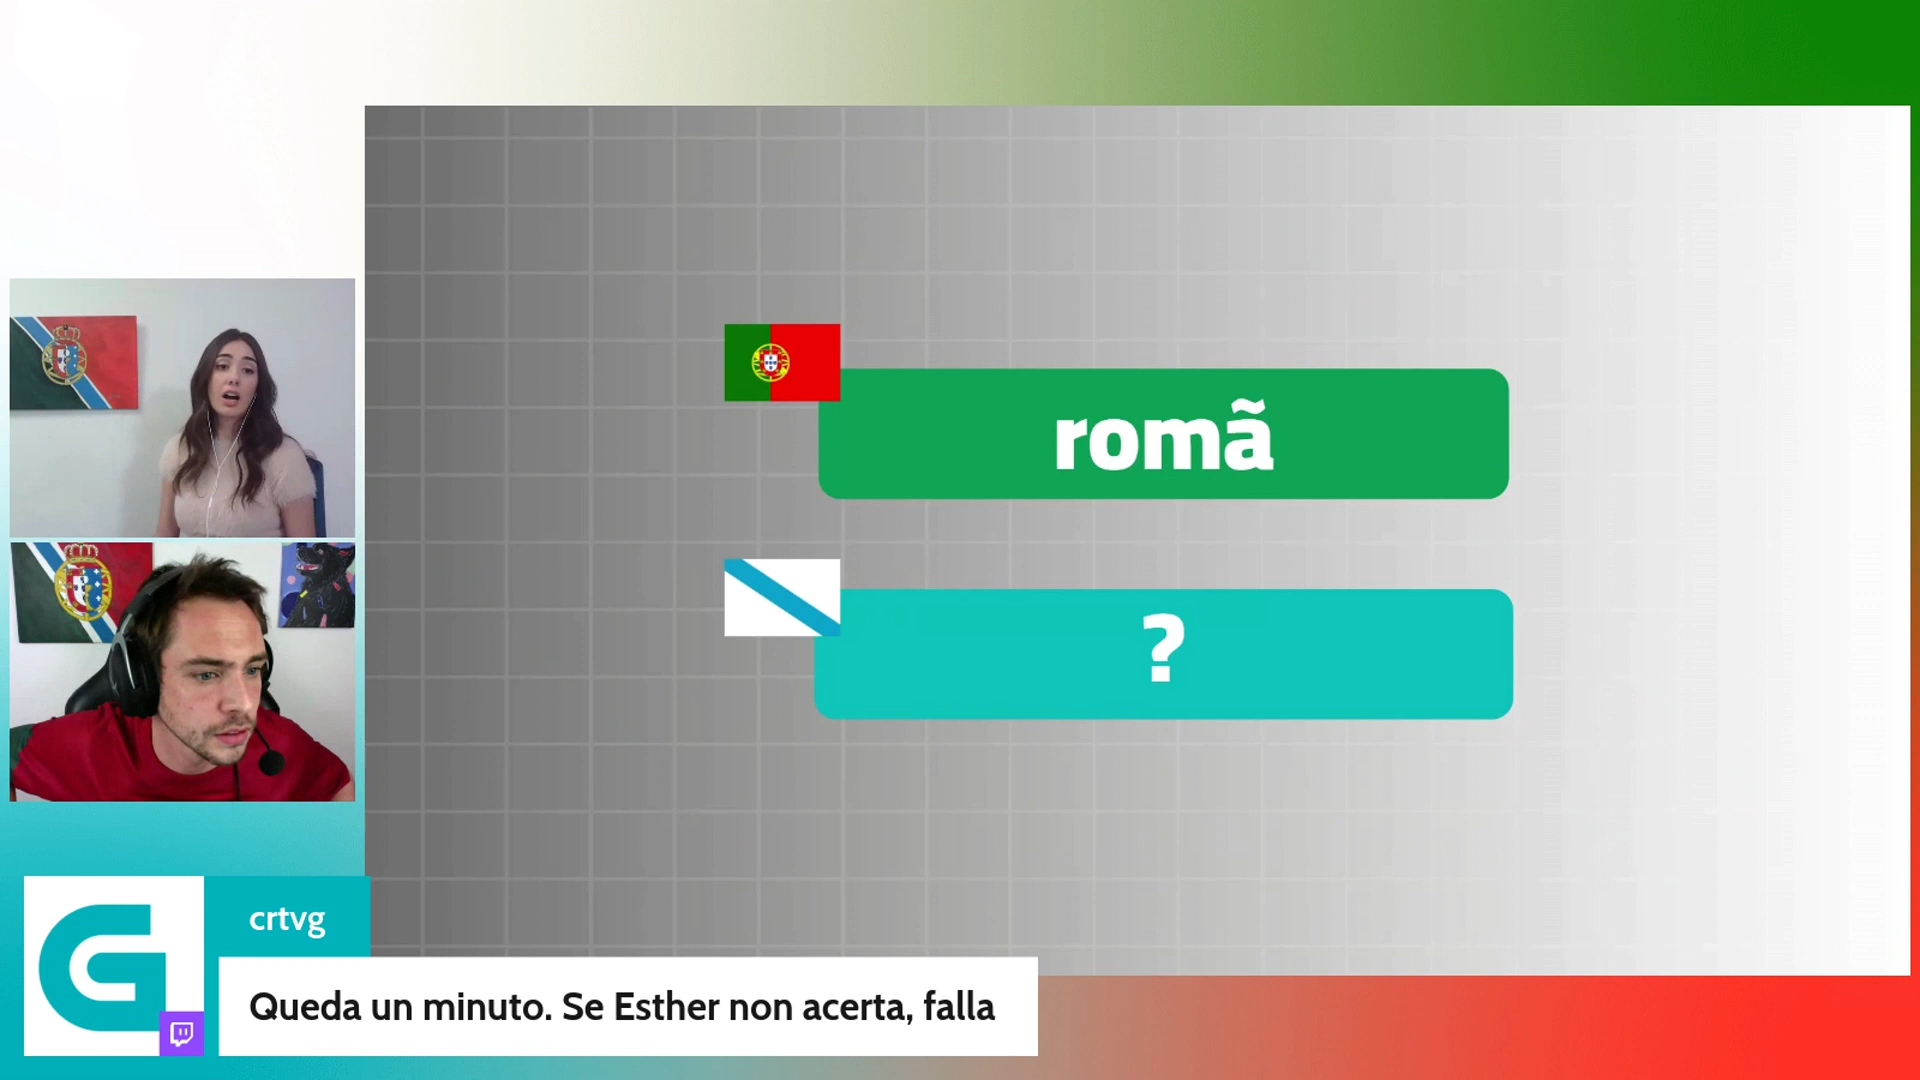 romã
?
crtvg
Queda un minuto. Se Esther non acerta, falla